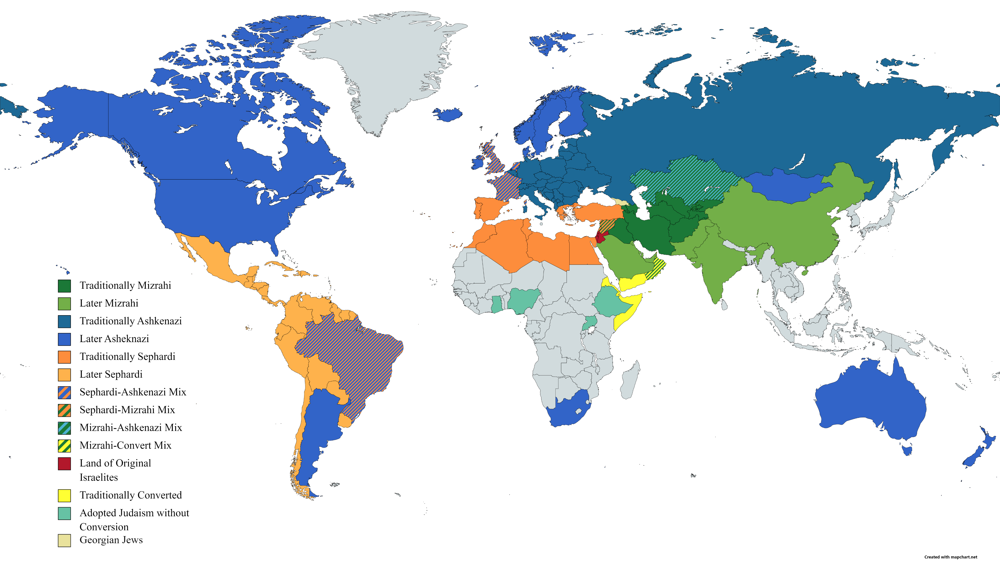 Traditionally Mizrahi
Later Mizrahi
Traditionally Ashkenazi
Later Asheknazi
Traditionally Sephardi
Later Sephardi
Sephardi-Ashkenazi Mix
Sephardi-Mizrahi Mix
Mizrahi-Ashkenazi Mix
Mizrahi-Convert Mix
Land of Original
Israelites
Traditionally Converted
Adopted Judaism without
Conversion
Georgian Jews
Created with mapchart.net